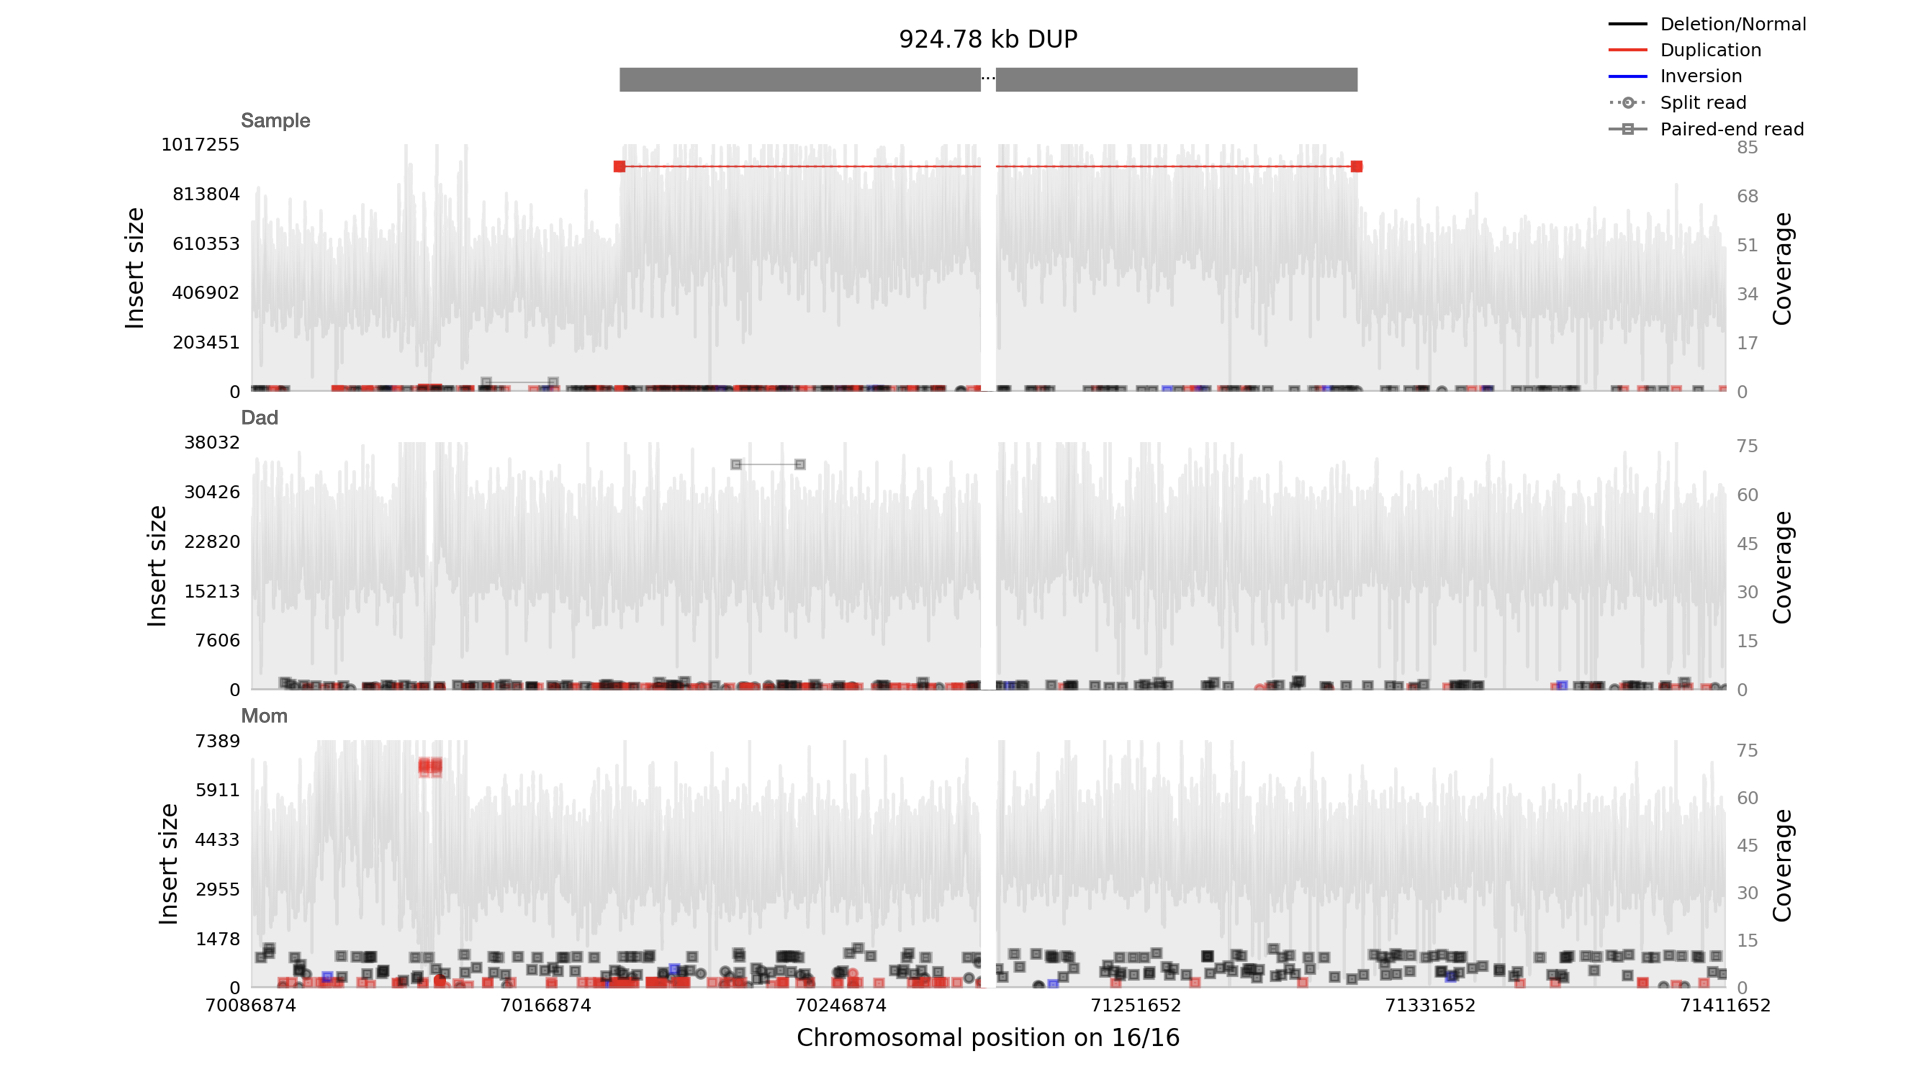 924.78 kb DUP
...
Deletion/Normal
Duplication
Inversion
Split read
Paired-end read
Sample
1017255
813804
610353
406902
203451
0
Insert size
85
68
51
34
17
0
Coverage
Dad
38032
30426
22820
15213
7606
0
Insert size
75
60
45
30
15
0
Coverage
Mom
7389
5911
4433
2955
1478
0
Insert size
75
60
45
30
15
0
Coverage
70086874 70166874 70246874 71251652 71331652 71411652
Chromosomal position on 16/16